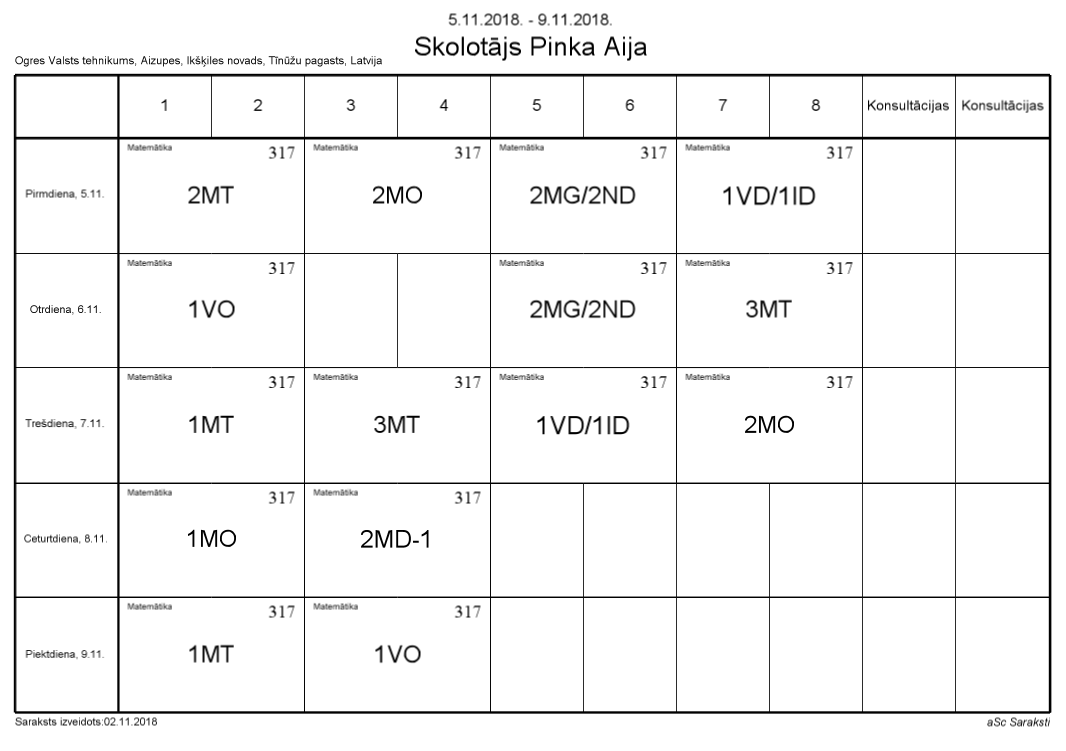 5.11.2018. - 9.11.2018.
Skolotājs Pinka Aija
Ogres Valsts tehnikums, Aizupes, Ikšķiles novads, Tīnūžu pagasts, Latvija
1 2 3 4 5 6 7 8 Konsultācijas Konsultācijas
Matemātika 317 Matemātika 317 Matemātika 317 Matemātika 317
Pirmdiena, 5.11. 2MT 2MO 2MG/2ND 1VD/1ID
Matemātika 317 Matemātika 317 Matemātika 317
Otrdiena, 6.11. 1VO 2MG/2ND 3MT
Matemātika 317 Matemātika 317 Matemātika 317 Matemātika 317
Trešdiena, 7.11. 1MT 3MT 1VD/1ID 2MO
Matemātika 317 Matemātika 317
Ceturtdiena, 8.11. 1MO 2MD-1
Matemātika 317 Matemātika 317
Piektdiena, 9.11. 1MT 1VO
Saraksts izveidots:02.11.2018 aSc Saraksti